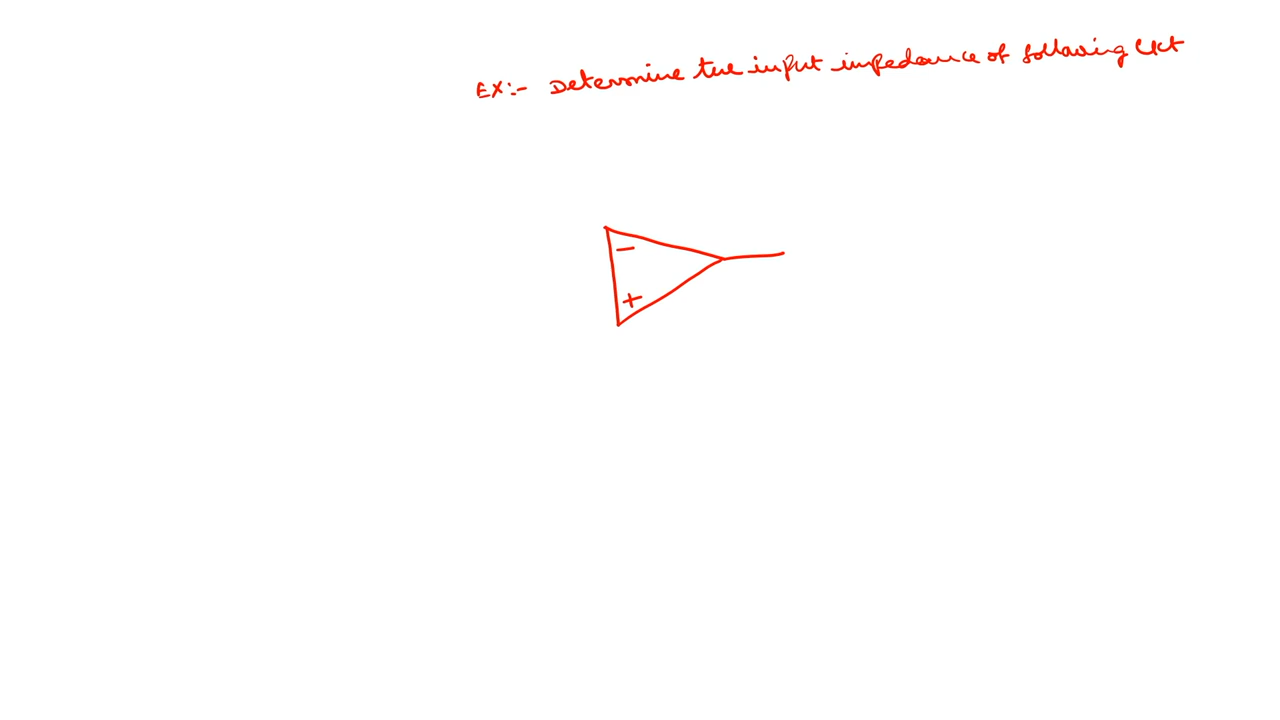 EX:- Determine the input impedance of following Ckt
-
+